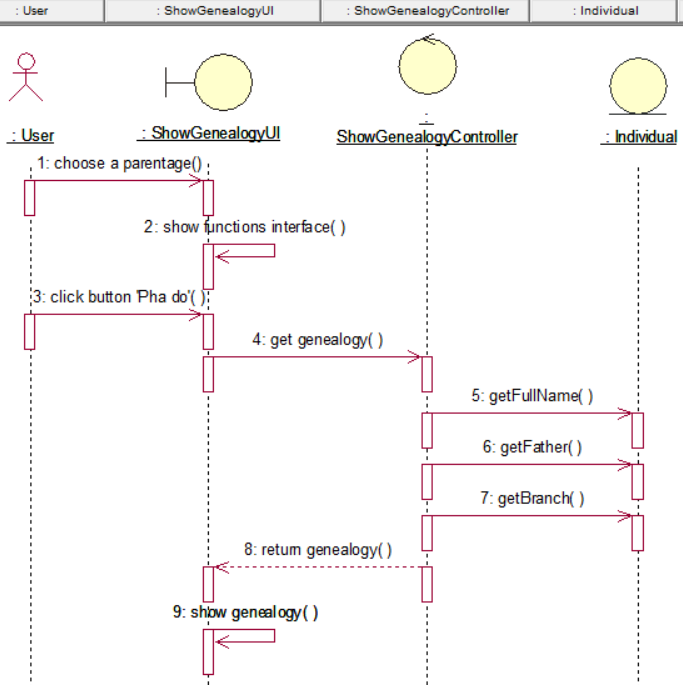 : User
: ShowGenealogyUI
: ShowGenealogyController
: Individual
: User
: ShowGenealogyUI
:
ShowGenealogyController
: Individual
1: choose a parentage()
2: show functions interface( )
3: click button 'Pha do'( )
4: get genealogy( )
5: getFullName( )
6: getFather( )
7: getBranch( )
8: return genealogy( )
9: show genealogy( )